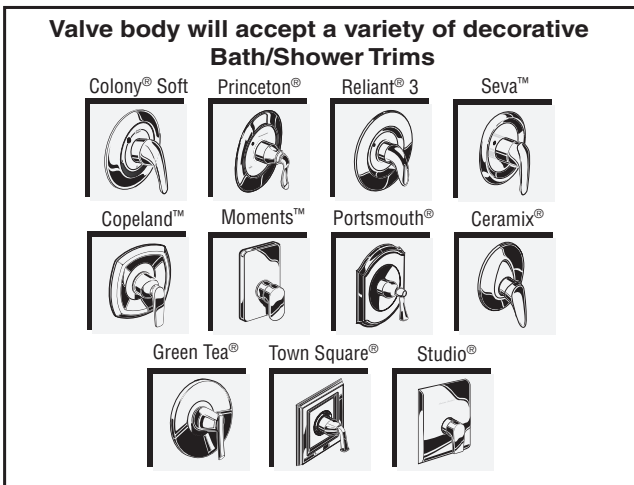 Valve body will accept a variety of decorative
Bath/Shower Trims
Colony® Soft Princeton® Reliant® 3 Seva™
Copeland™ Moments™ Portsmouth® Ceramix®
Green Tea® Town Square® Studio®